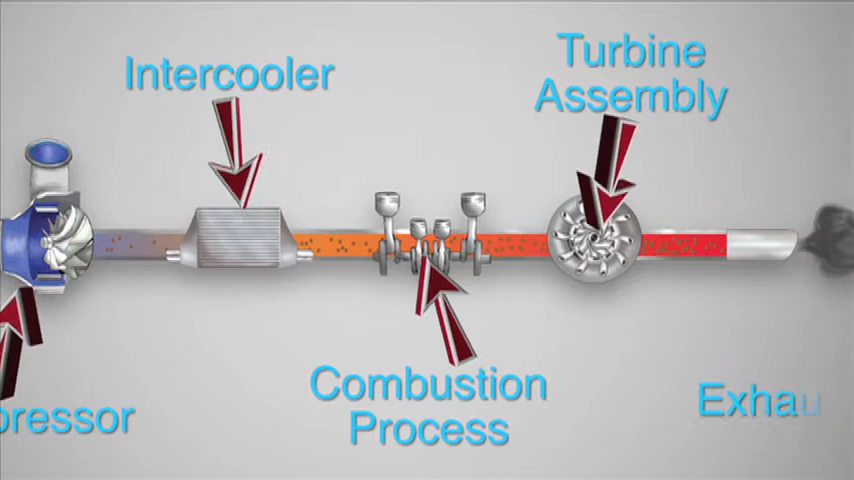 Intercooler
Turbine
Assembly
pressor
Combustion
Process
Exhau